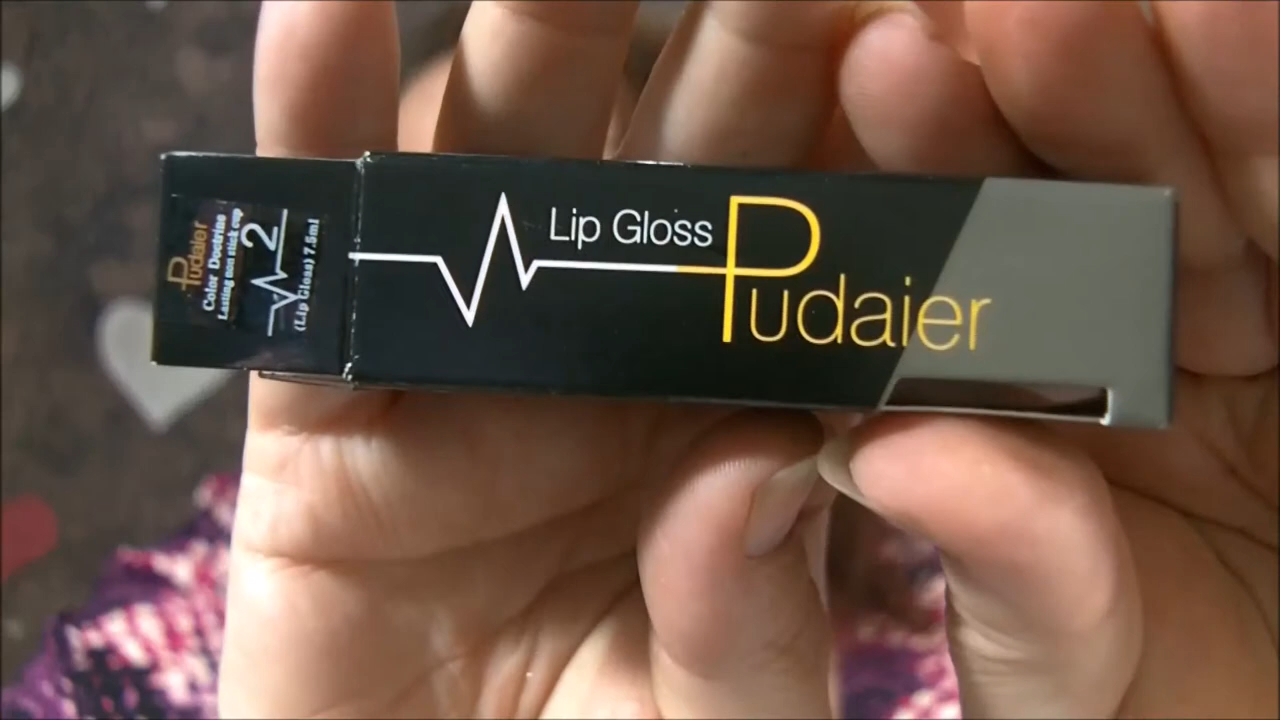 Lip Gloss
Pudaier
Pudaier
Color Doctrine
Lasting non stick cup
2
(Lip Gloss) 7.5ml